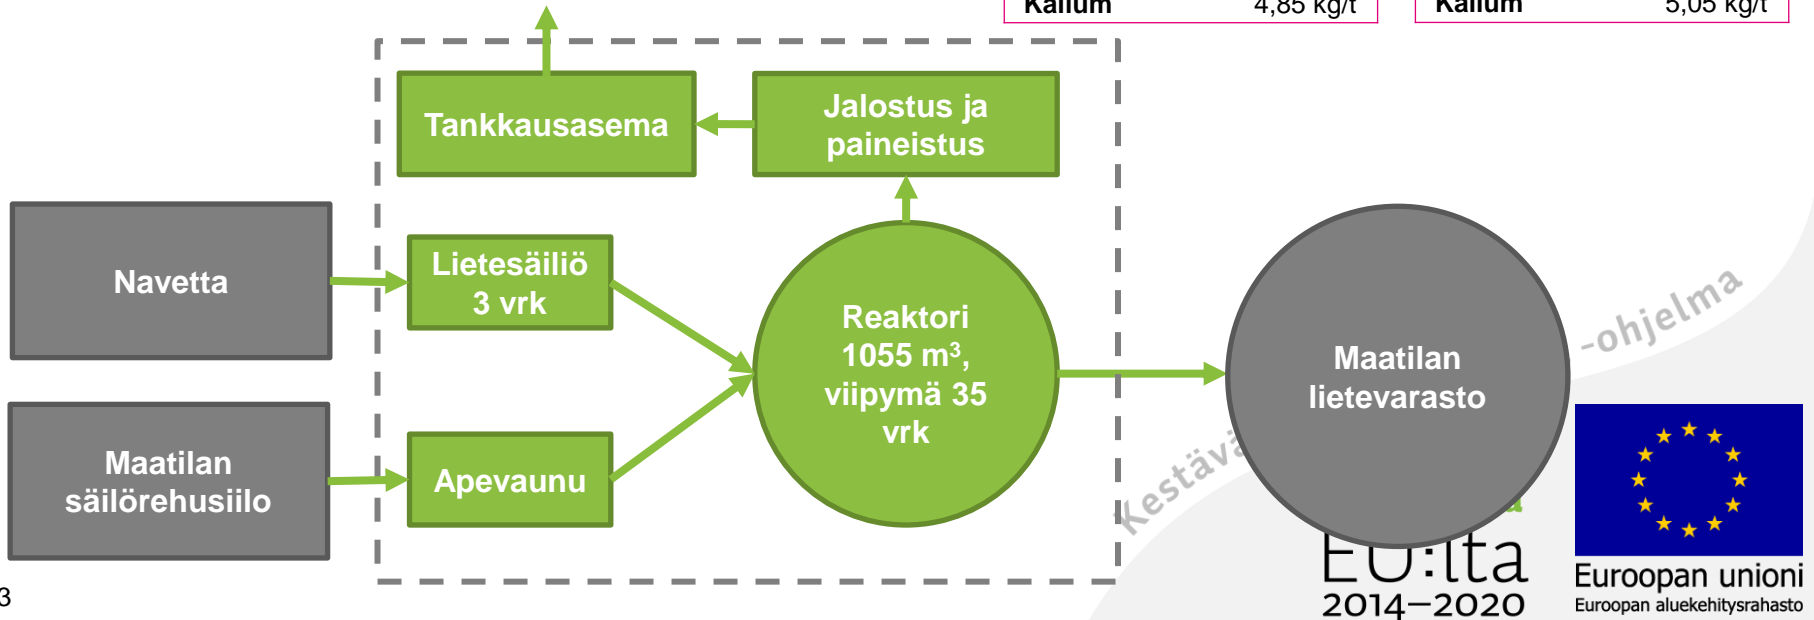 Kalium 4,85 kg/t
Kalium 5,05 kg/t
Tankkausasema
Jalostus ja
paineistus
Navetta
Lietesäiliö
3 vrk
Reaktori
1055 m³,
viipymä 35
vrk
Maatilan
lietevarasto
Maatilan
säilörehusiilo
Apevaunu
-ohjelma
EU:lta
2014–2020
Euroopan unioni
Euroopan aluekehitysrahasto
3